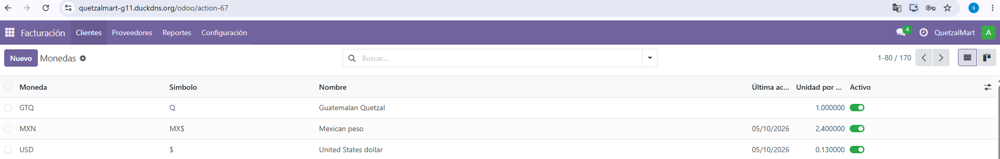 quetzalmart-g11.duckdns.org/odoo/action-67
s
Facturación Clientes Proveedores Reportes Configuración 4 QuetzalMart A
Nuevo Monedas Buscar... 1-80 / 170
Moneda Símbolo Nombre Última ac... Unidad por ... Activo
GTQ Q Guatemalan Quetzal 1,000000
MXN MX$ Mexican peso 05/10/2026 2,400000
USD $ United States dollar 05/10/2026 0,130000